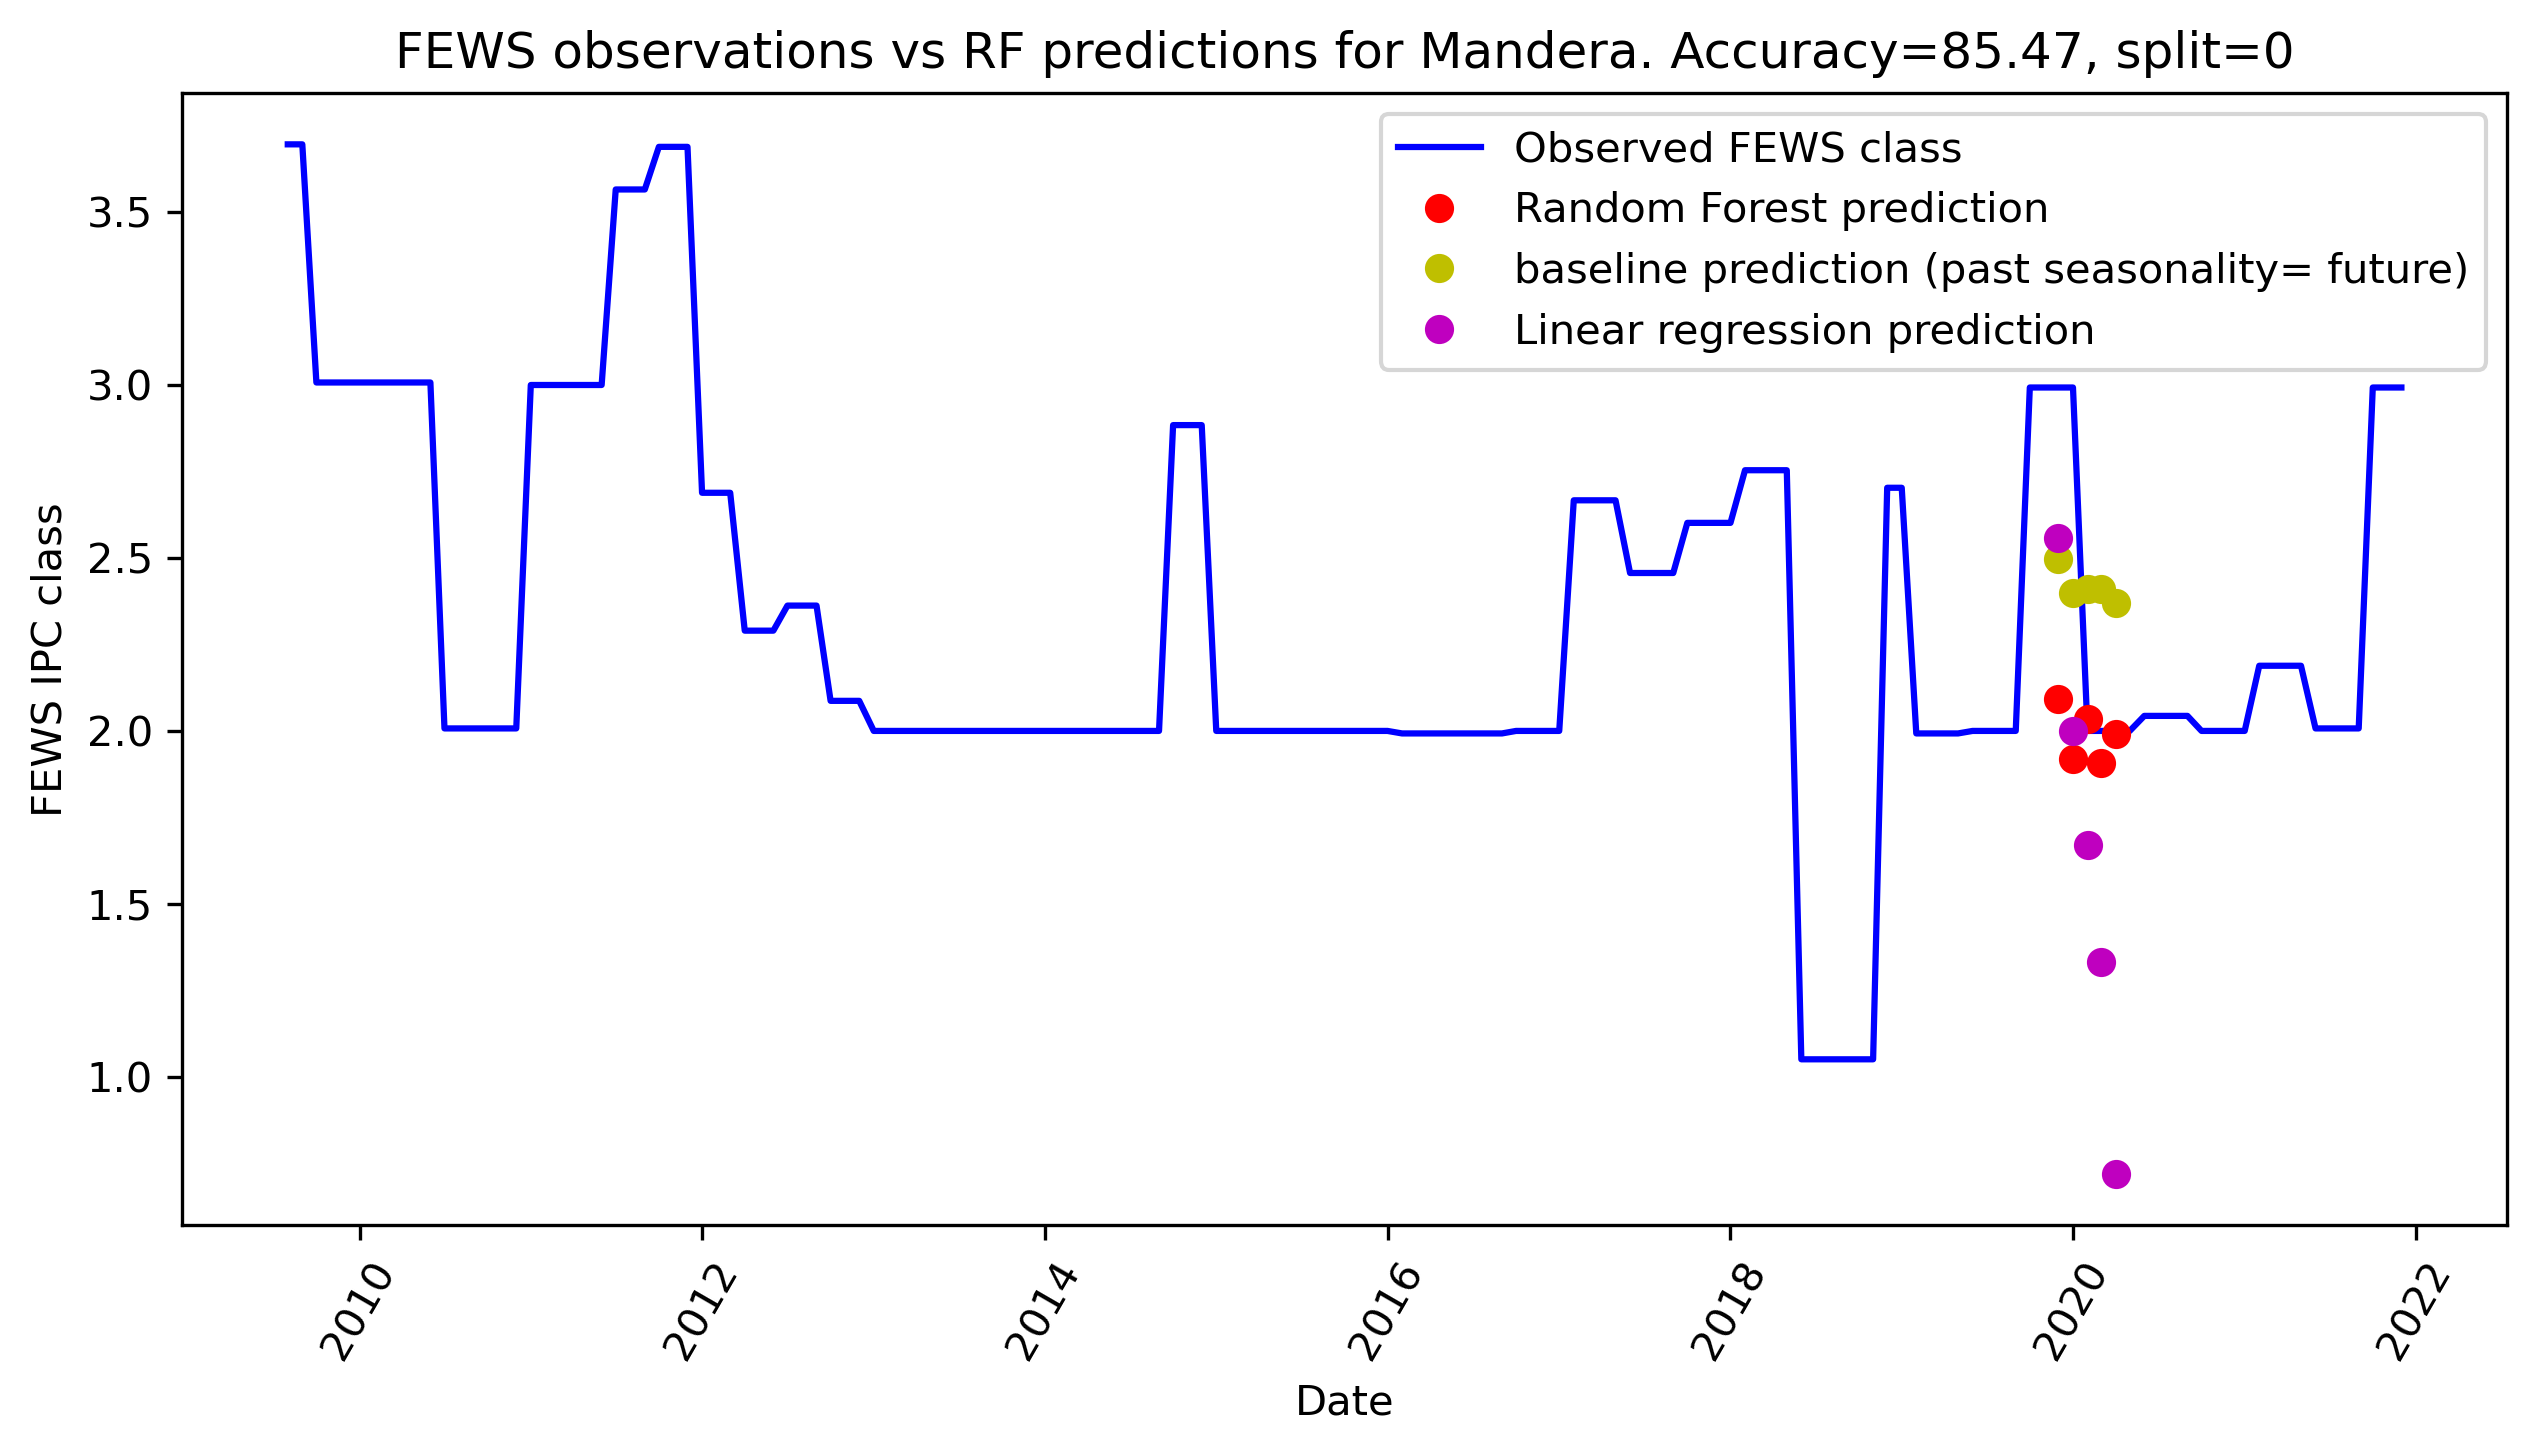 FEWS observations vs RF predictions for Mandera. Accuracy=85.47, split=0
Observed FEWS class
Random Forest prediction
baseline prediction (past seasonality= future)
Linear regression prediction
FEWS IPC class
3.5
3.0
2.5
2.0
1.5
1.0
2010
2012
2014
2016
2018
2020
2022
Date